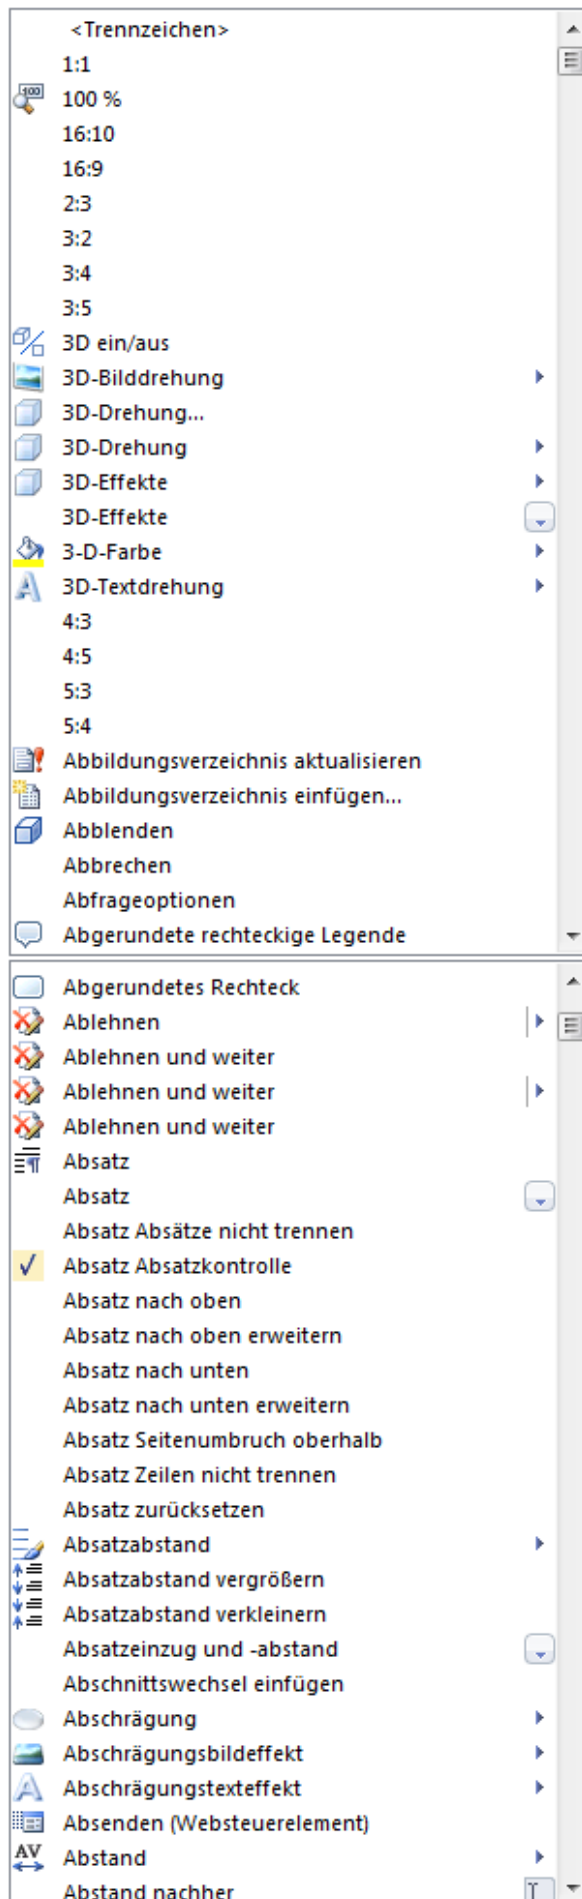 <Trennzeichen>
1:1
100 %
16:10
16:9
2:3
3:2
3:4
3:5
3D ein/aus
3D-Bilddrehung
3D-Drehung...
3D-Drehung
3D-Effekte
3D-Effekte
3-D-Farbe
3D-Textdrehung
4:3
4:5
5:3
5:4
Abbildungsverzeichnis aktualisieren
Abbildungsverzeichnis einfügen...
Abblenden
Abbrechen
Abfrageoptionen
Abgerundete rechteckige Legende
Abgerundetes Rechteck
Ablehnen
Ablehnen und weiter
Ablehnen und weiter
Ablehnen und weiter
Absatz
Absatz
Absatz Absätze nicht trennen
Absatz Absatzkontrolle
Absatz nach oben
Absatz nach oben erweitern
Absatz nach unten
Absatz nach unten erweitern
Absatz Seitenumbruch oberhalb
Absatz Zeilen nicht trennen
Absatz zurücksetzen
Absatzabstand
Absatzabstand vergrößern
Absatzabstand verkleinern
Absatzeinzug und -abstand
Abschnittswechsel einfügen
Abschrägung
Abschrägungsbildeffekt
Abschrägungstexteffekt
Absenden (Websteuerelement)
Abstand
Abstand nachher